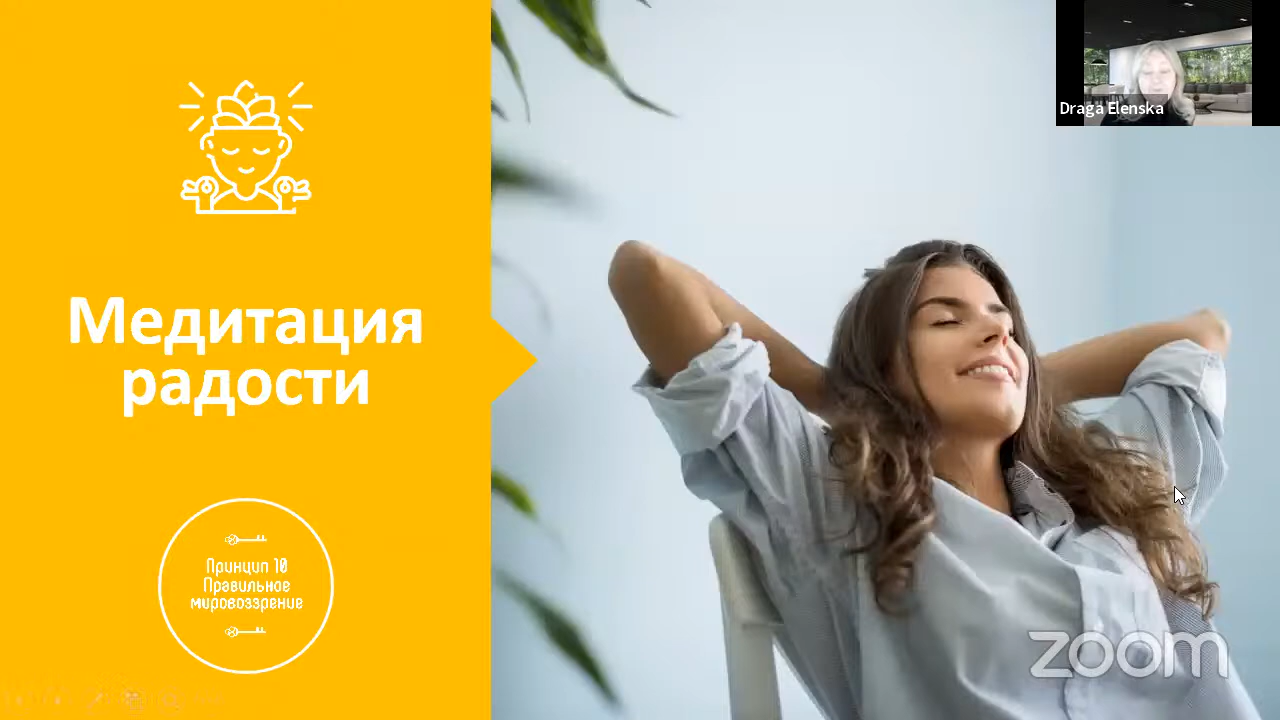 Медитация
радости
Принцип 10
Правильное
мировоззрение
Draga Elenska
zoom